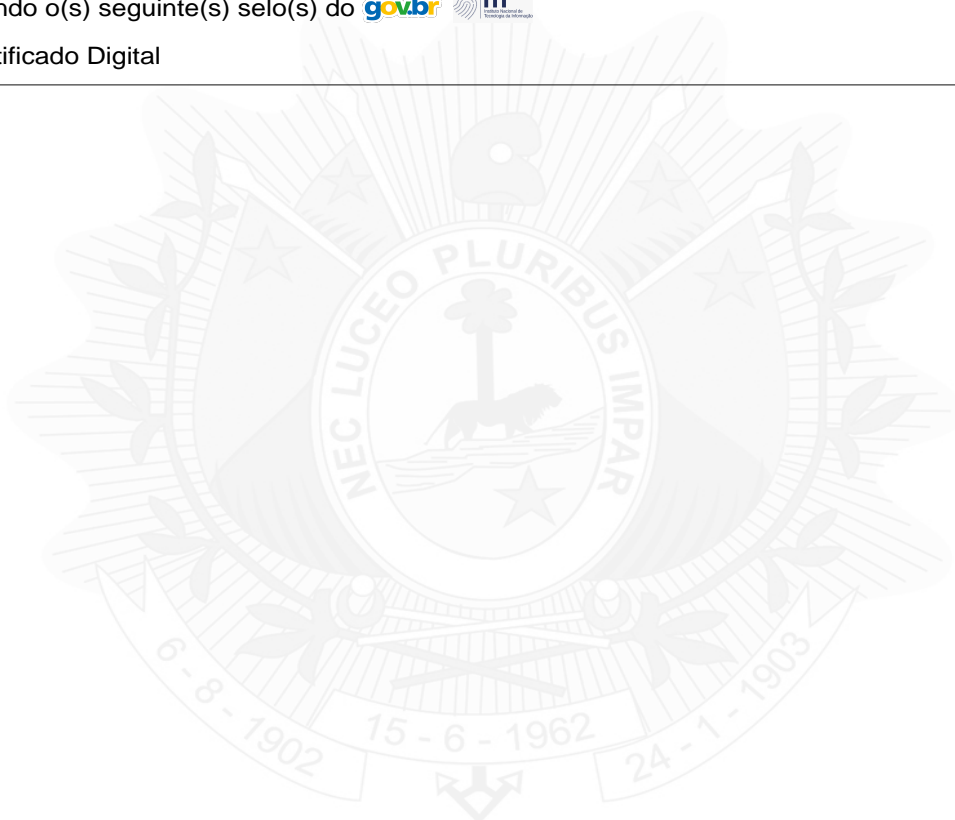 ndo o(s) seguinte(s) selo(s) do gov.br
tificado Digital
NEC LUCEO PLURIBUS IMPAR
6 - 8 - 1902
15 - 6 - 1962
24 - 1 - 1903